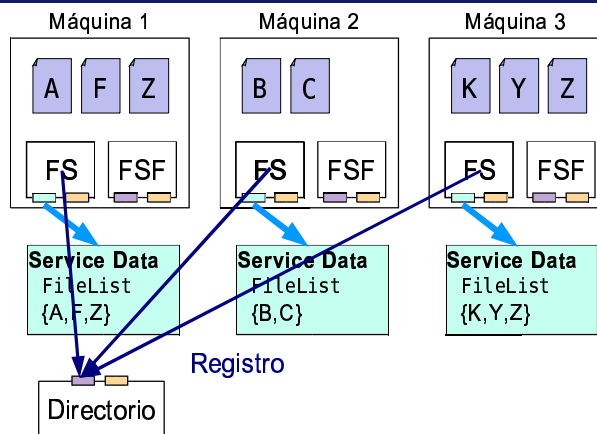 Máquina 1
Máquina 2
Máquina 3
A F Z
B C
K Y Z
FS FSF
FS FSF
FS FSF
Service Data
FileList
{A,F,Z}
Service Data
FileList
{B,C}
Service Data
FileList
{K,Y,Z}
Registro
Directorio